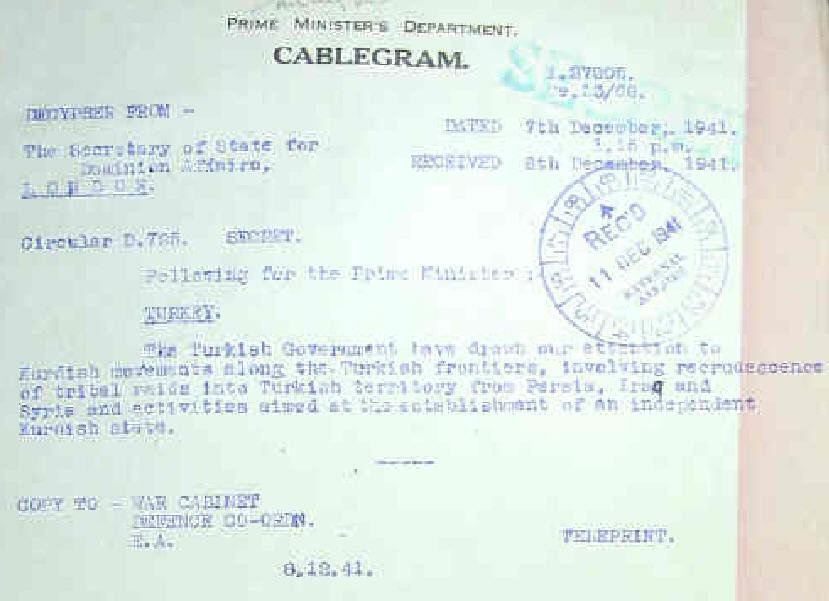 PRIME MINISTER'S DEPARTMENT.
CABLEGRAM.
I.27805.
DECYPHER FROM -
DATED 7th December, 1941.
1.15 p.m.
The Secretary of State for
RECEIVED 8th December, 1941.
Dominion Affairs,
LONDON.
REC'D
11 DEC 1941
Circular D.765. SECRET.
Following for the Prime Minister :
TURKEY.
The Turkish Government have drawn our attention to
Kurdish movements along the Turkish frontiers, involving recrudescence
of tribal raids into Turkish territory from Persia, Iraq and
Syria and activities aimed at the establishment of an independent
Kurdish state.
COPY TO - WAR CABINET
DEFENCE CO-ORDN.
E.A.
TELEPRINT.
8.12.41.